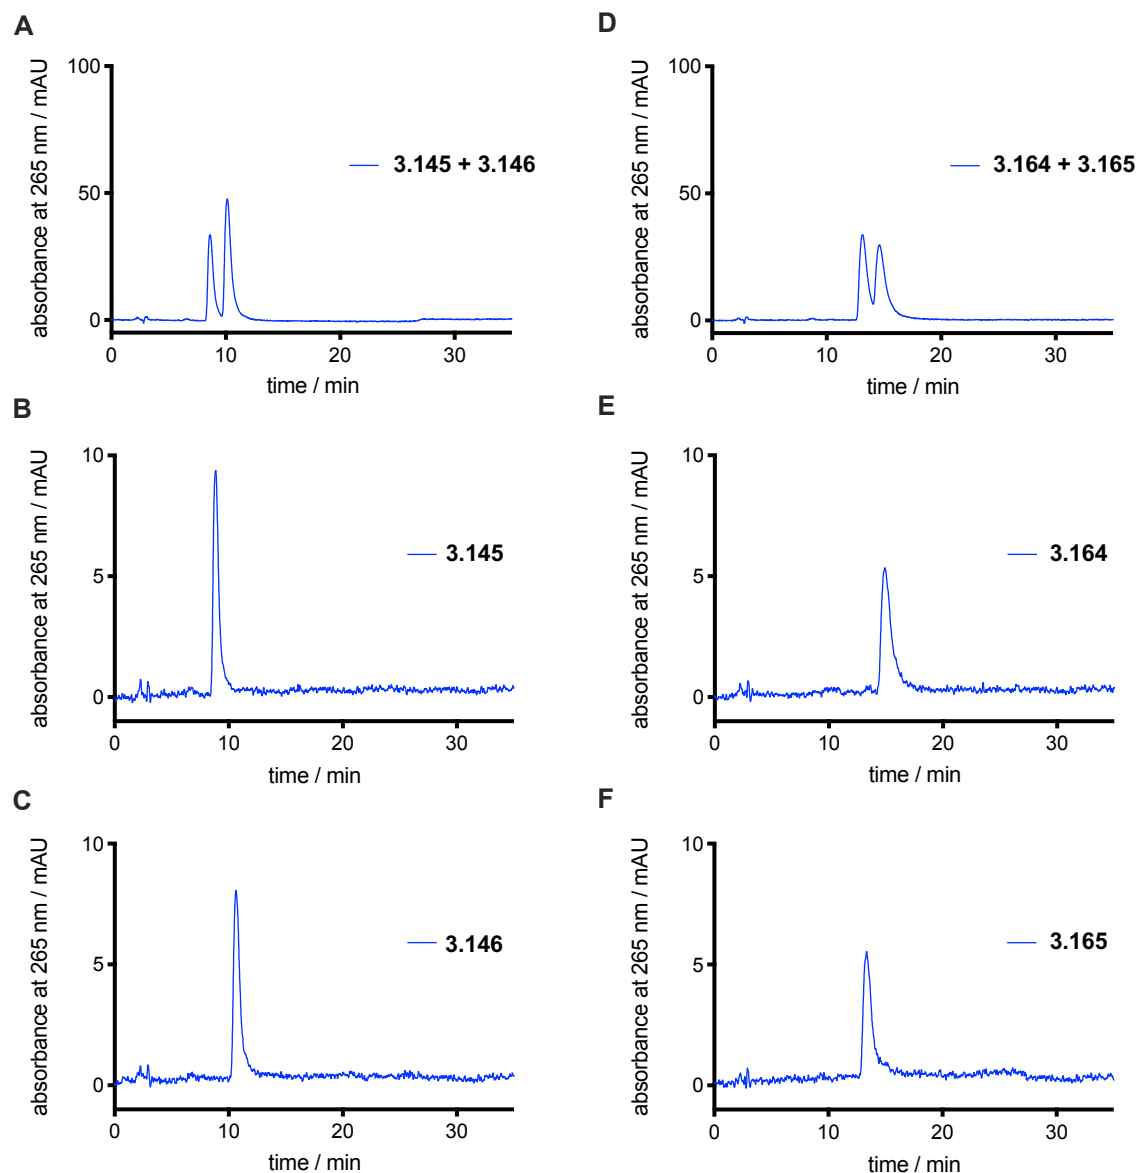 A
absorbance at 265 nm / mAU
100
50
0
3.145 + 3.146
0 10 20 30
time / min
D
absorbance at 265 nm / mAU
100
50
0
3.164 + 3.165
0 10 20 30
time / min
B
absorbance at 265 nm / mAU
10
5
0
3.145
0 10 20 30
time / min
E
absorbance at 265 nm / mAU
10
5
0
3.164
0 10 20 30
time / min
C
absorbance at 265 nm / mAU
10
5
0
3.146
0 10 20 30
time / min
F
absorbance at 265 nm / mAU
10
5
0
3.165
0 10 20 30
time / min